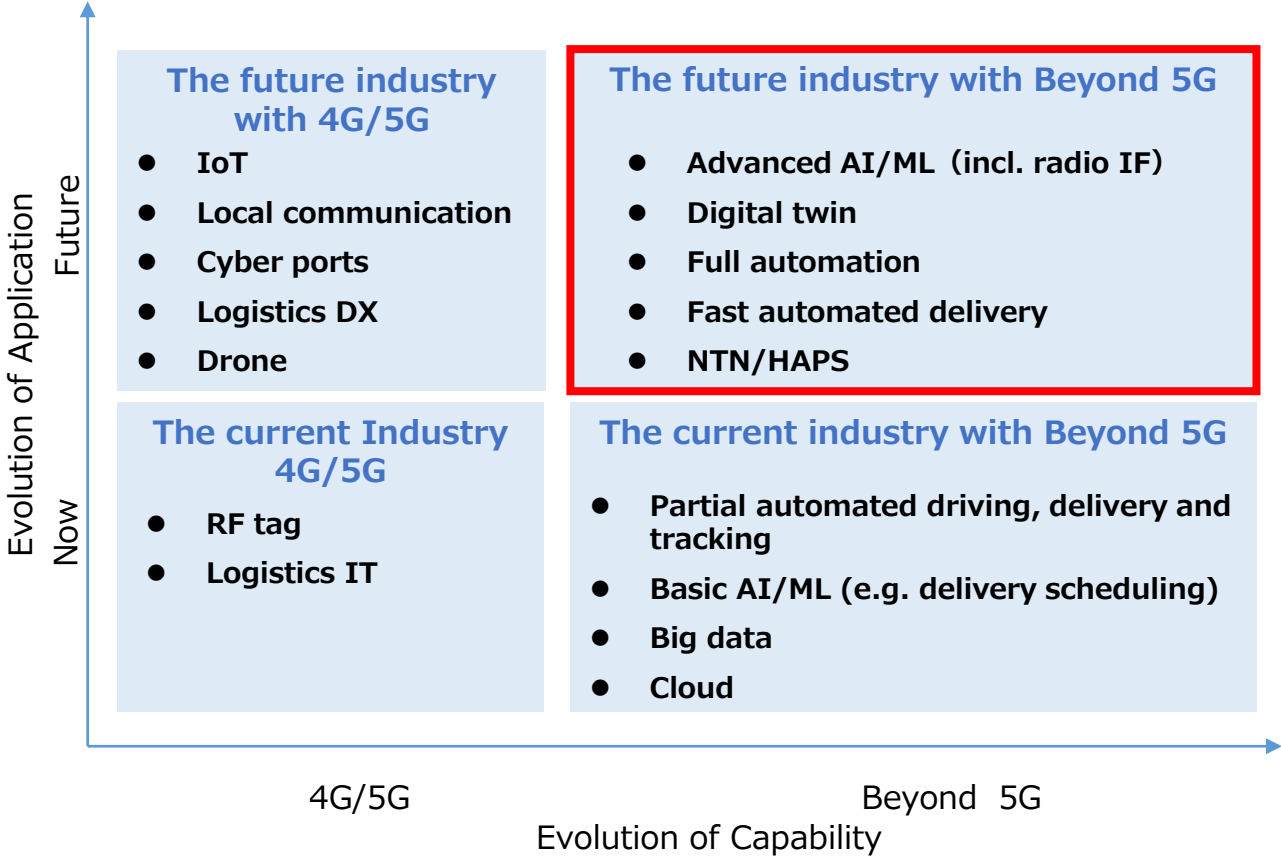 Evolution of Application
Future
Now
The future industry
with 4G/5G
● IoT
● Local communication
● Cyber ports
● Logistics DX
● Drone
The future industry with Beyond 5G
● Advanced AI/ML（incl. radio IF）
● Digital twin
● Full automation
● Fast automated delivery
● NTN/HAPS
The current Industry
4G/5G
● RF tag
● Logistics IT
The current industry with Beyond 5G
● Partial automated driving, delivery and
tracking
● Basic AI/ML (e.g. delivery scheduling)
● Big data
● Cloud
4G/5G
Beyond 5G
Evolution of Capability